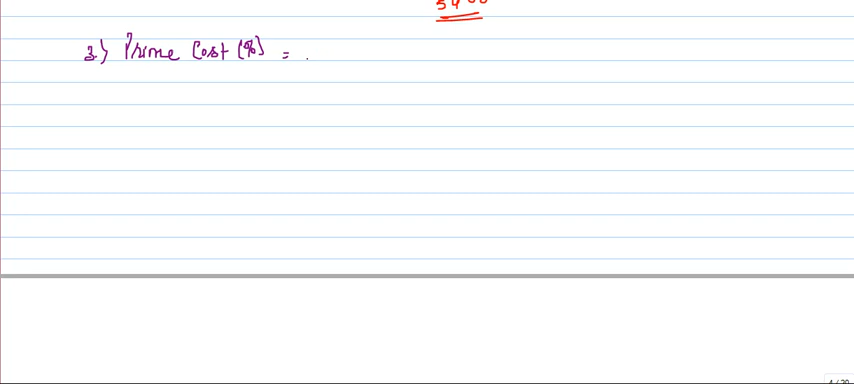 3) Prime Cost (%) =